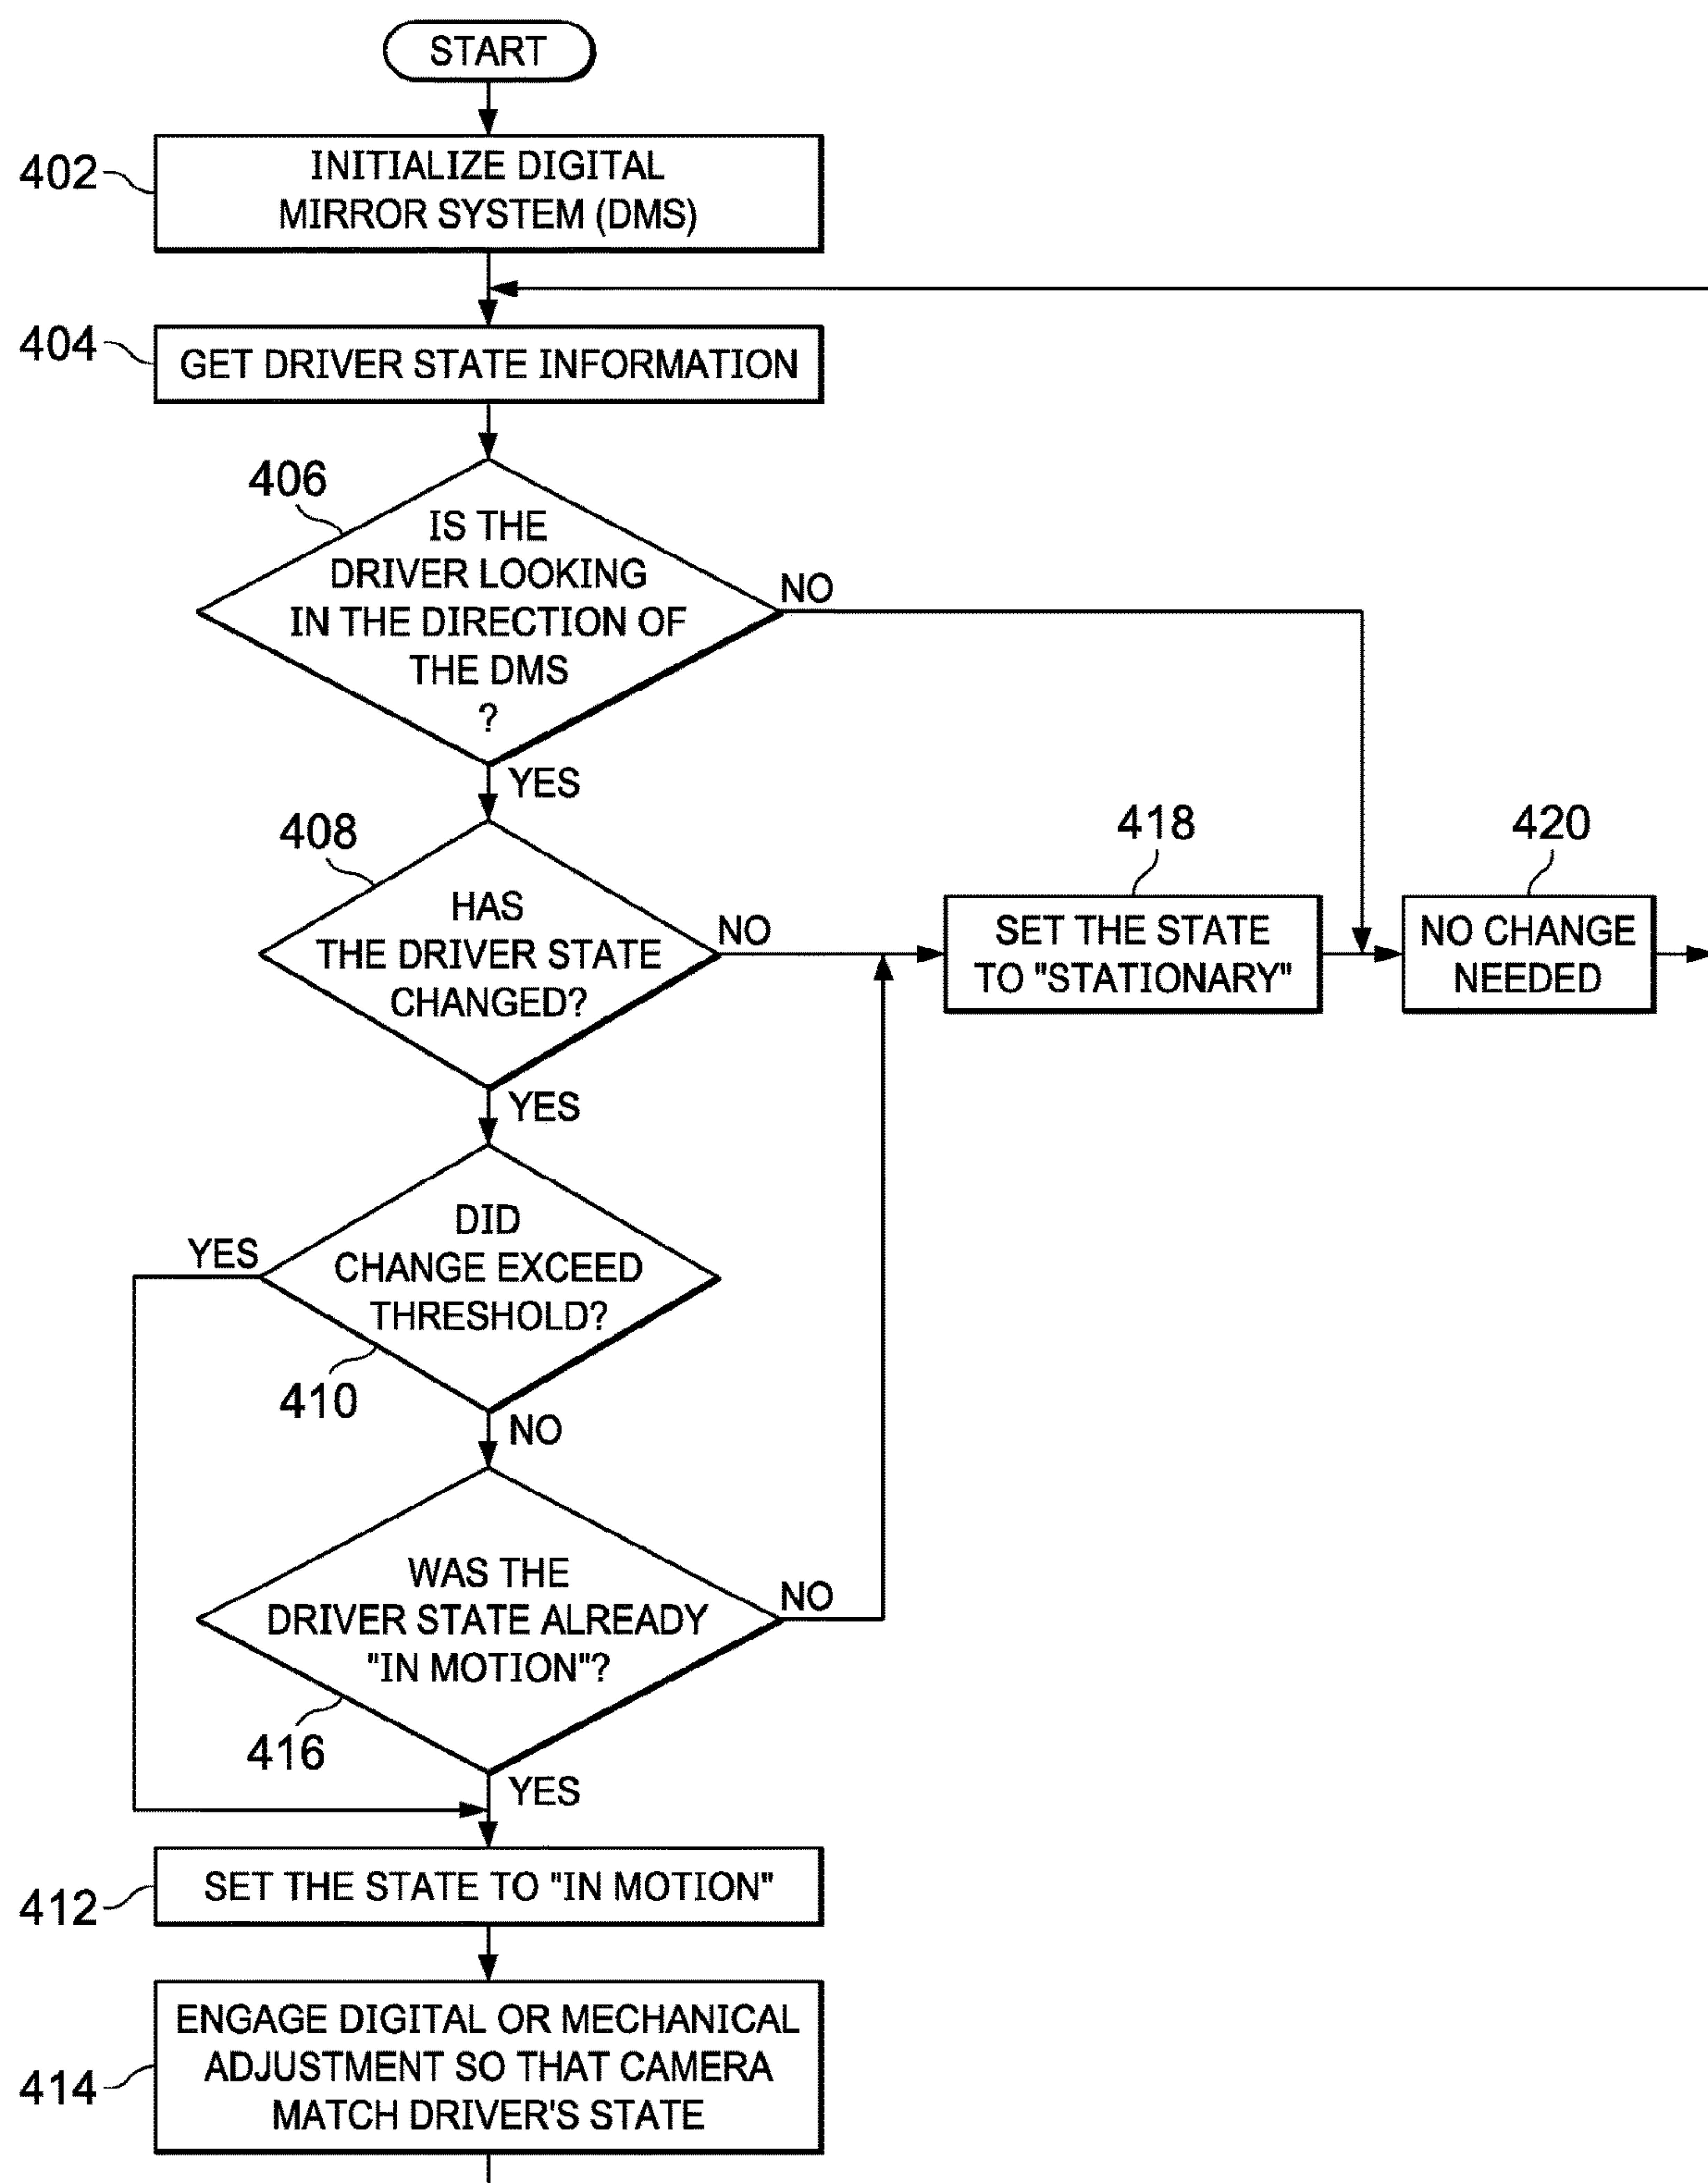 START
402
INITIALIZE DIGITAL
MIRROR SYSTEM (DMS)
404
GET DRIVER STATE INFORMATION
406
IS THE
DRIVER LOOKING
IN THE DIRECTION OF
THE DMS
?
NO
YES
408
HAS
THE DRIVER STATE
CHANGED?
NO
418
SET THE STATE
TO "STATIONARY"
420
NO CHANGE
NEEDED
YES
DID
CHANGE EXCEED
THRESHOLD?
YES
410
NO
WAS THE
DRIVER STATE ALREADY
"IN MOTION"?
NO
416
YES
412
SET THE STATE TO "IN MOTION"
414
ENGAGE DIGITAL OR MECHANICAL
ADJUSTMENT SO THAT CAMERA
MATCH DRIVER'S STATE